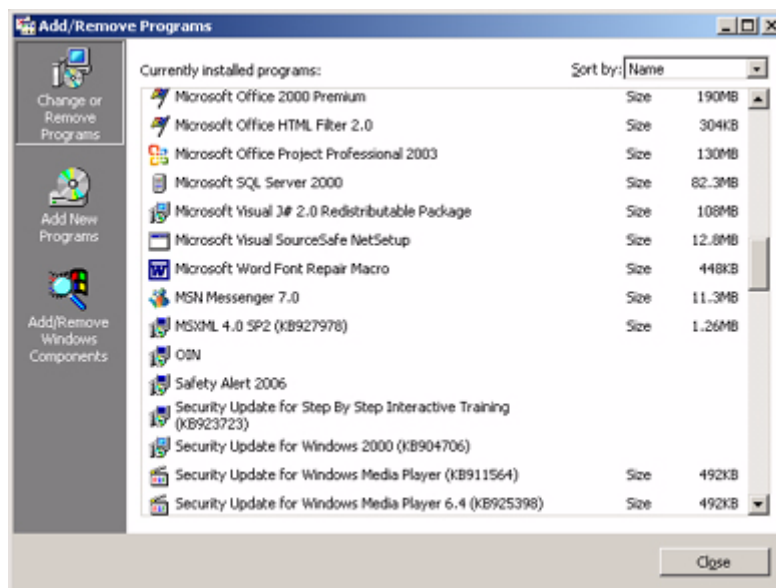 Add/Remove Programs
Change or
Remove
Programs
Add New
Programs
Add/Remove
Windows
Components
Currently installed programs:
Sort by: Name
Microsoft Office 2000 Premium Size 190MB
Microsoft Office HTML Filter 2.0 Size 304KB
Microsoft Office Project Professional 2003 Size 130MB
Microsoft SQL Server 2000 Size 82.3MB
Microsoft Visual J# 2.0 Redistributable Package Size 108MB
Microsoft Visual SourceSafe NetSetup Size 12.8MB
Microsoft Word Font Repair Macro Size 448KB
MSN Messenger 7.0 Size 11.3MB
MSXML 4.0 SP2 (KB927978) Size 1.26MB
OIN
Safety Alert 2006
Security Update for Step By Step Interactive Training
(KB923723)
Security Update for Windows 2000 (KB904706)
Security Update for Windows Media Player (KB911564) Size 492KB
Security Update for Windows Media Player 6.4 (KB925398) Size 492KB
Close